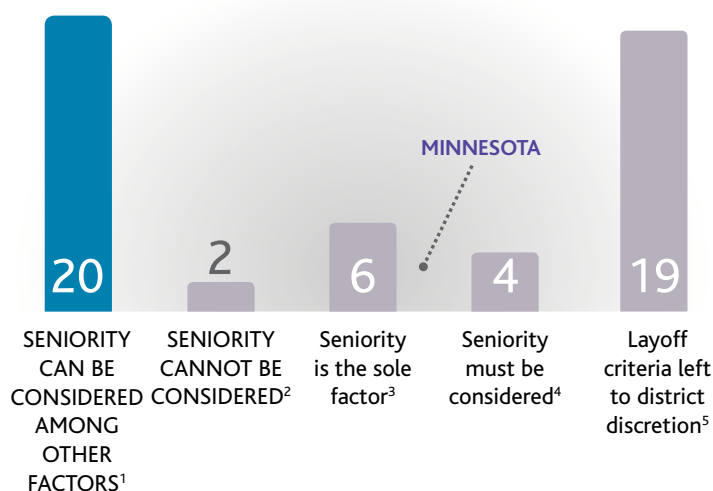 MINNESOTA
20
2
6
4
19
SENIORITY
CAN BE
CONSIDERED
AMONG
OTHER
FACTORS¹
SENIORITY
CANNOT BE
CONSIDERED²
Seniority
is the sole
factor³
Seniority
must be
considered⁴
Layoff
criteria left
to district
discretion⁵